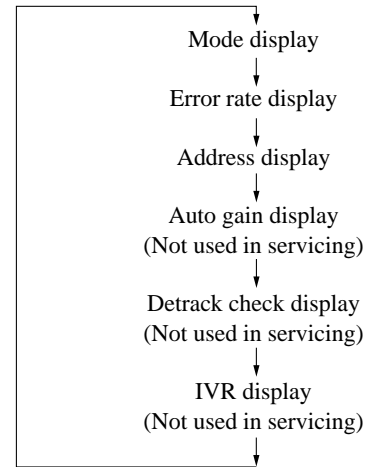 Mode display
Error rate display
Address display
Auto gain display
(Not used in servicing)
Detrack check display
(Not used in servicing)
IVR display
(Not used in servicing)